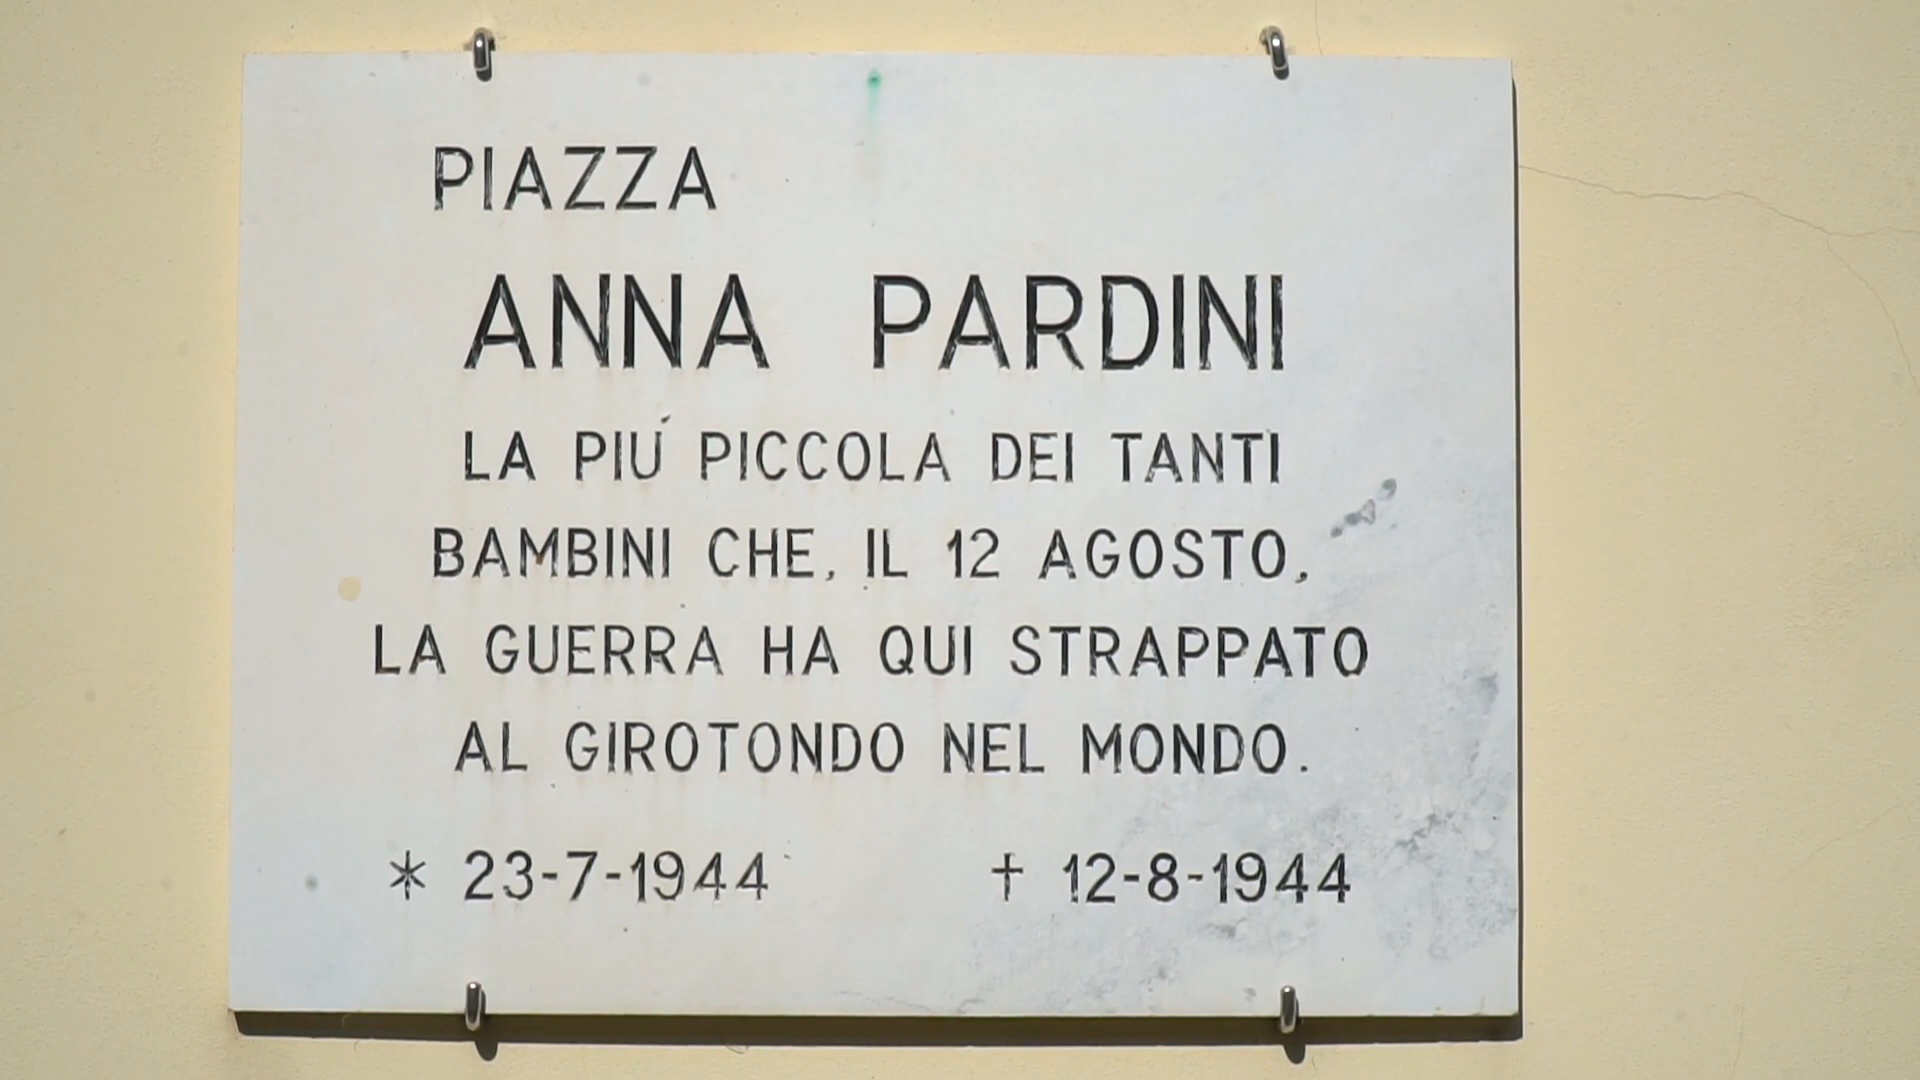 PIAZZA
ANNA PARDINI
LA PIÚ PICCOLA DEI TANTI
BAMBINI CHE, IL 12 AGOSTO,
LA GUERRA HA QUI STRAPPATO
AL GIROTONDO NEL MONDO.
* 23-7-1944 † 12-8-1944